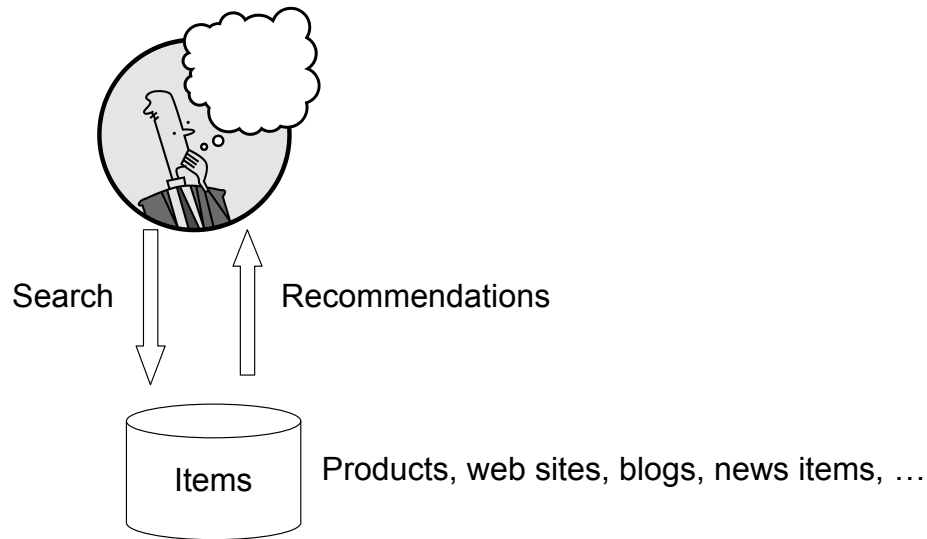 Search
Recommendations
Items
Products, web sites, blogs, news items, …